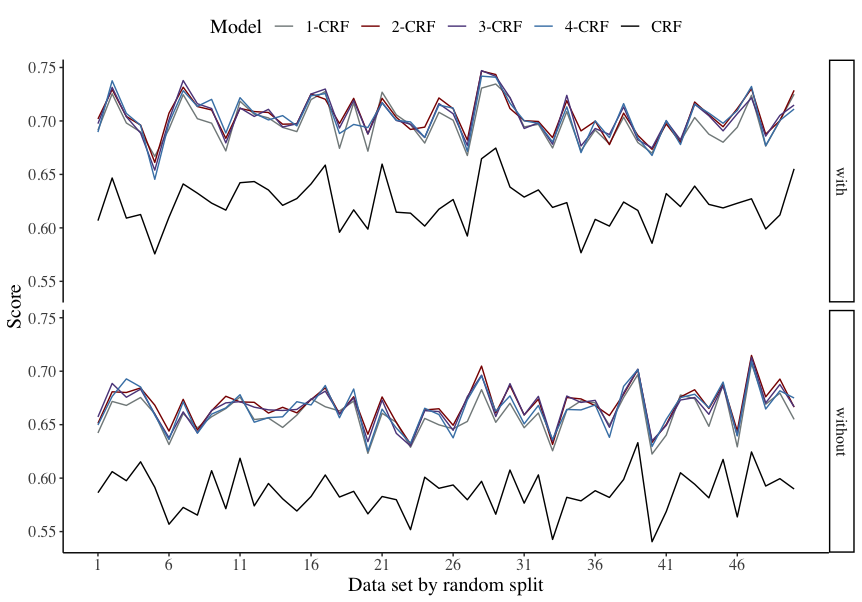 Model 1-CRF 2-CRF 3-CRF 4-CRF CRF
Score
0.75
0.70
0.65
0.60
0.55
with
0.75
0.70
0.65
0.60
0.55
without
1 6 11 16 21 26 31 36 41 46
Data set by random split